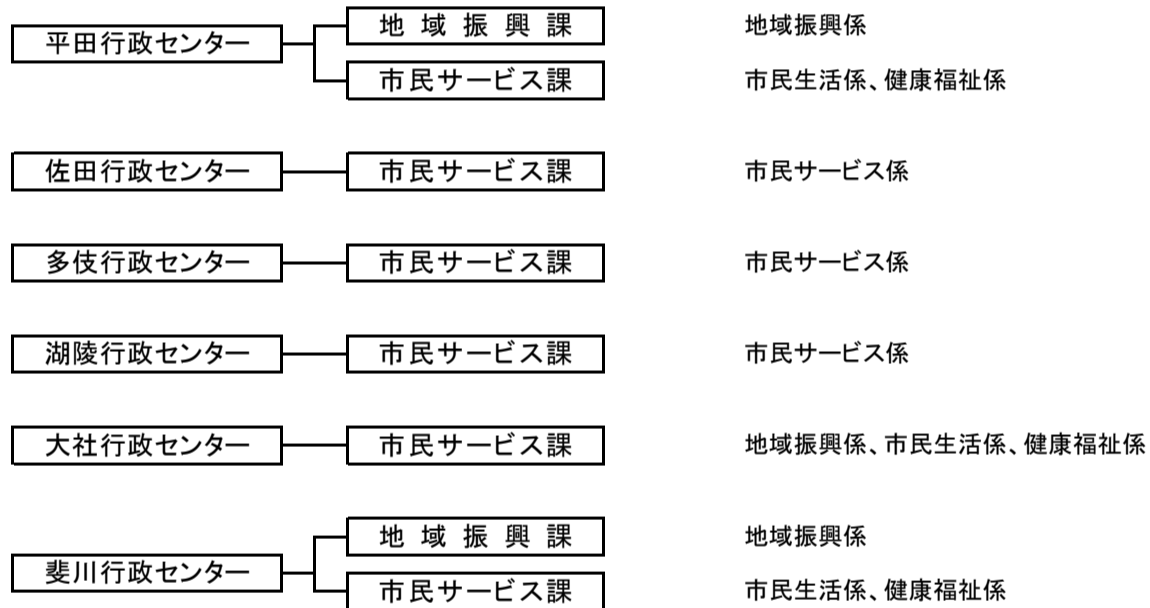 地域振興課 地域振興係
平田行政センター
市民サービス課 市民生活係、健康福祉係
佐田行政センター 市民サービス課 市民サービス係
多伎行政センター 市民サービス課 市民サービス係
湖陵行政センター 市民サービス課 市民サービス係
大社行政センター 市民サービス課 地域振興係、市民生活係、健康福祉係
地域振興課 地域振興係
斐川行政センター
市民サービス課 市民生活係、健康福祉係